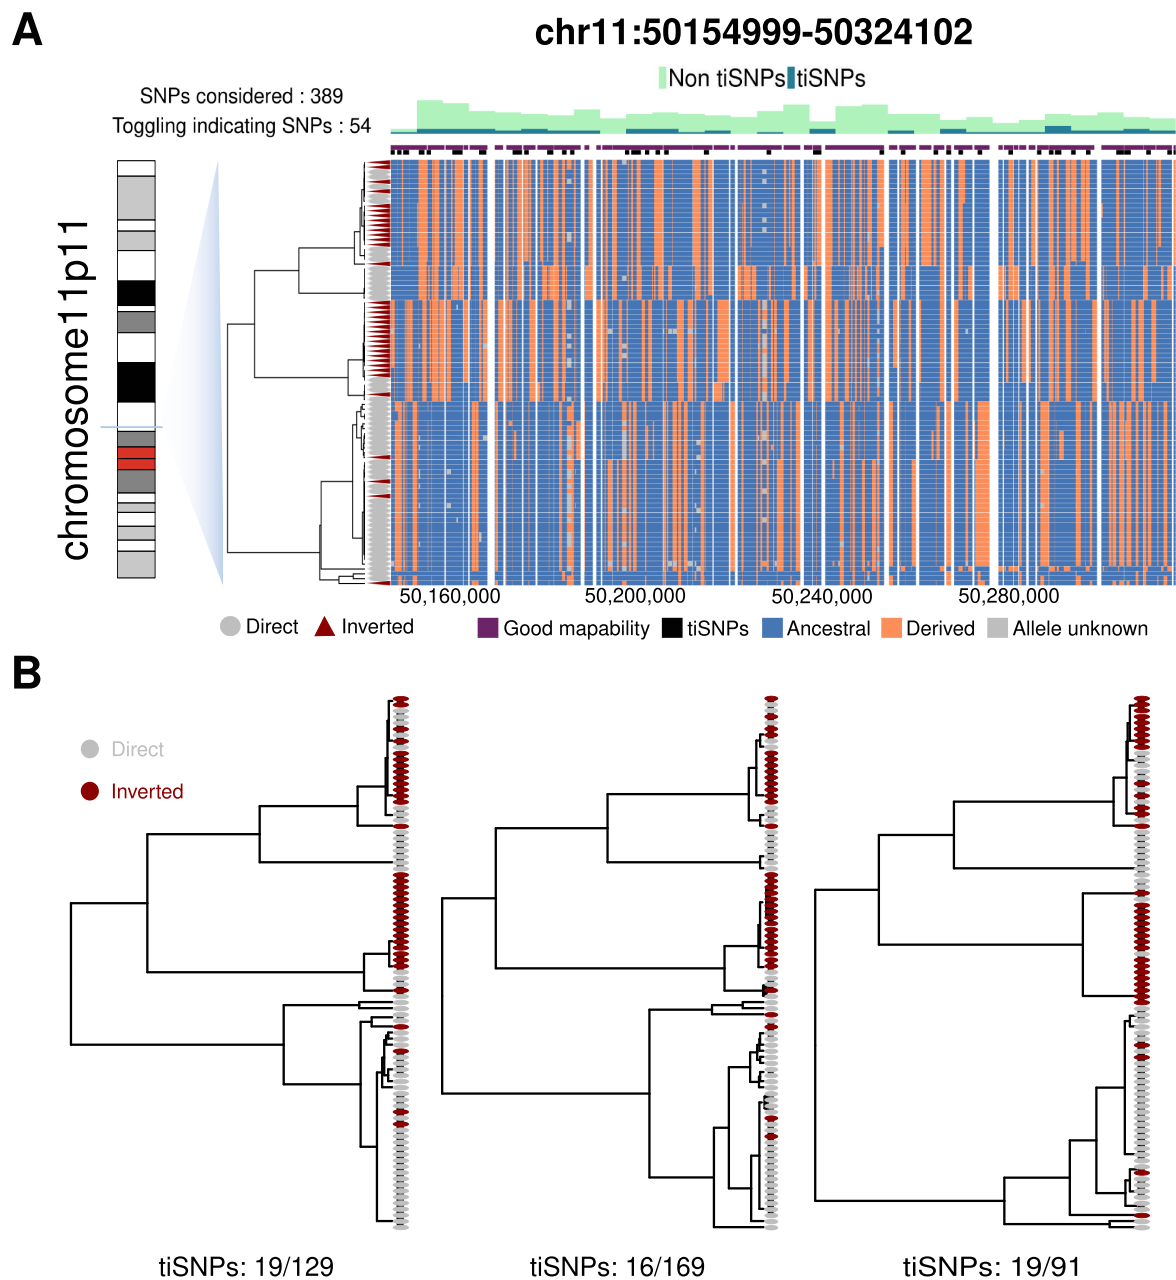 A
chr11:50154999-50324102
Non tiSNPs tiSNPs
SNPs considered : 389
Toggling indicating SNPs : 54
chromosome11p11
50,160,000 50,200,000 50,240,000 50,280,000
Direct Inverted Good mapability tiSNPs Ancestral Derived Allele unknown
B
Direct
Inverted
tiSNPs: 19/129 tiSNPs: 16/169 tiSNPs: 19/91